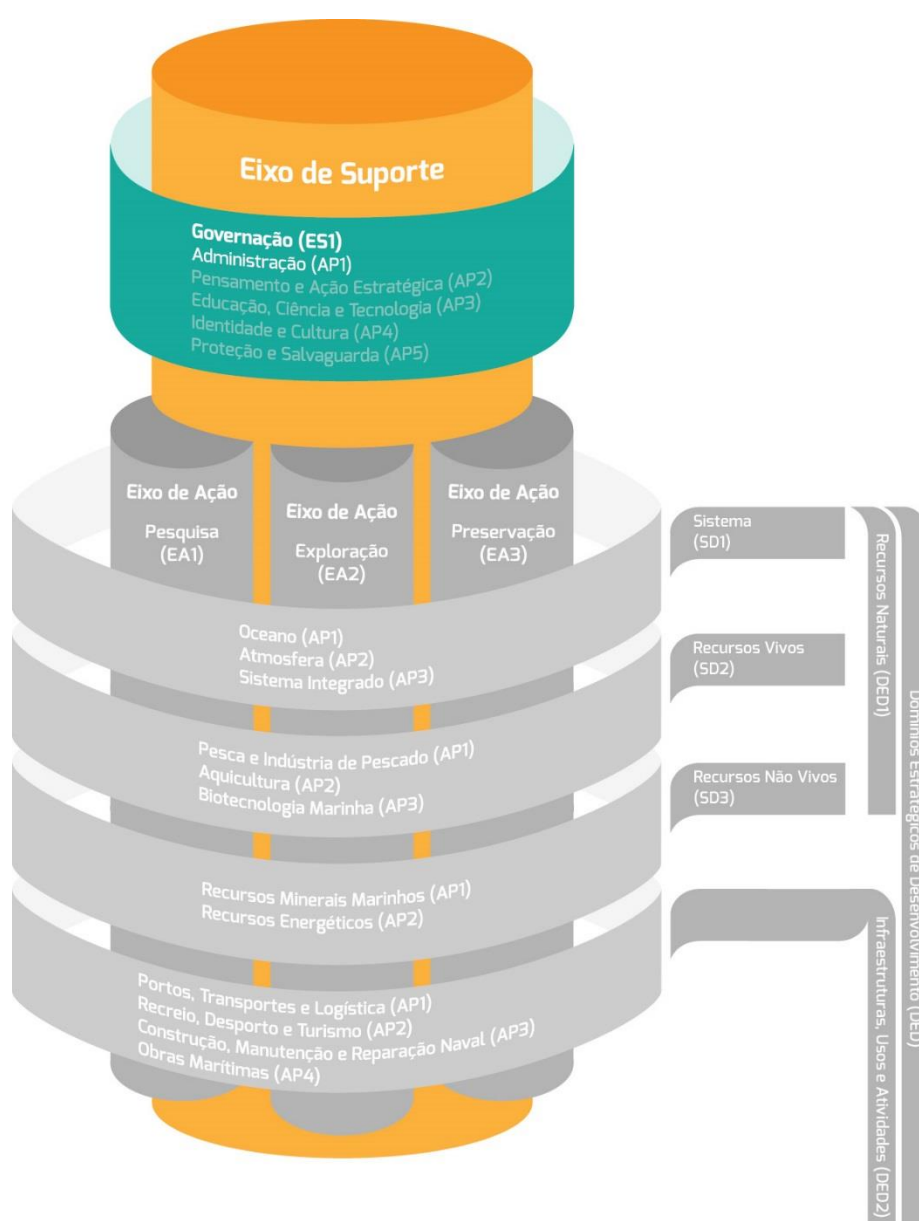 Eixo de Suporte
Governação (ES1)
Administração (AP1)
Pensamento e Ação Estratégica (AP2)
Educação, Ciência e Tecnologia (AP3)
Identidade e Cultura (AP4)
Proteção e Salvaguarda (AP5)
Eixo de Ação
Pesquisa
(EA1)
Eixo de Ação
Exploração
(EA2)
Eixo de Ação
Preservação
(EA3)
Oceano (AP1)
Atmosfera (AP2)
Sistema Integrado (AP3)
Pesca e Indústria de Pescado (AP1)
Aquicultura (AP2)
Biotecnologia Marinha (AP3)
Recursos Minerais Marinhos (AP1)
Recursos Energéticos (AP2)
Portos, Transportes e Logística (AP1)
Recreio, Desporto e Turismo (AP2)
Construção, Manutenção e Reparação Naval (AP3)
Obras Marítimas (AP4)
Sistema
(SD1)
Recursos Vivos
(SD2)
Recursos Não Vivos
(SD3)
Recursos Naturais (DED1)
Infraestruturas, Usos e Atividades (DED2)
Domínios Estratégicos de Desenvolvimento (DED)